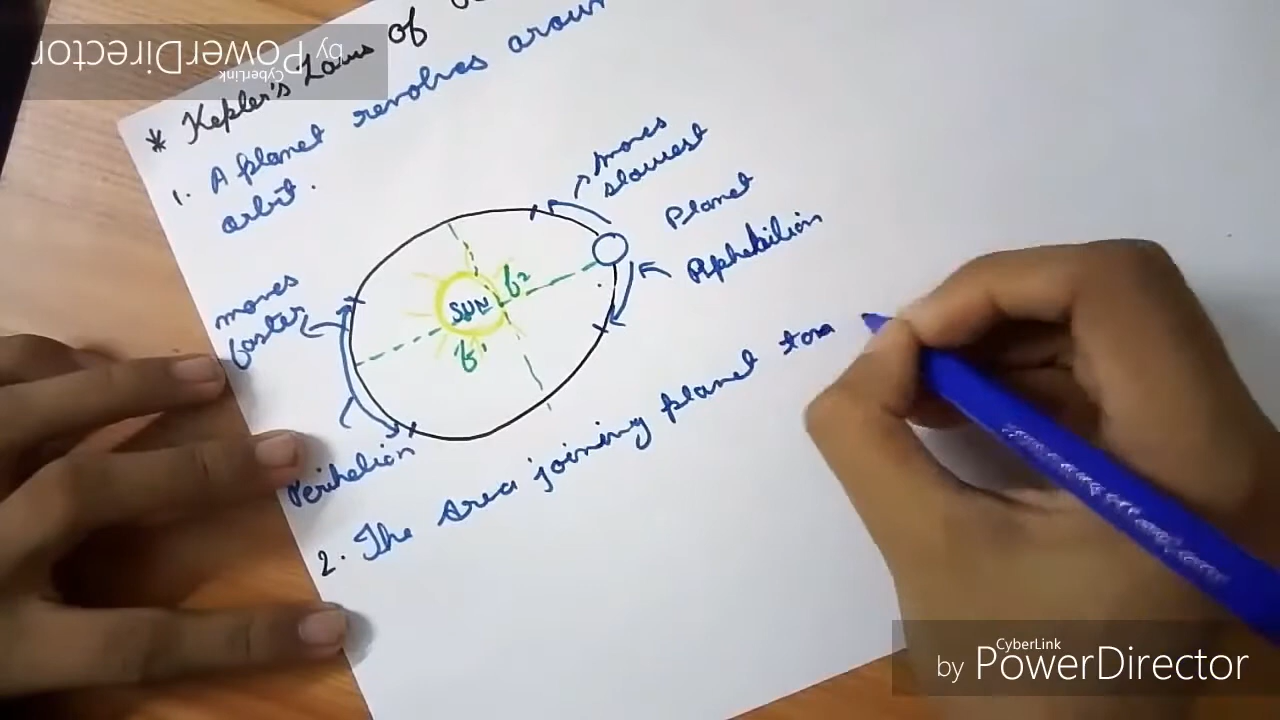 * Kepler's Laws of
1. A planet revolves aroun
orbit.
moves
slowest
Planet
Aphelion
moves
faster
SUN
f2
f1
Perihelion
2. The area joining planet to
by CyberLink PowerDirector
CyberLink
by PowerDirector